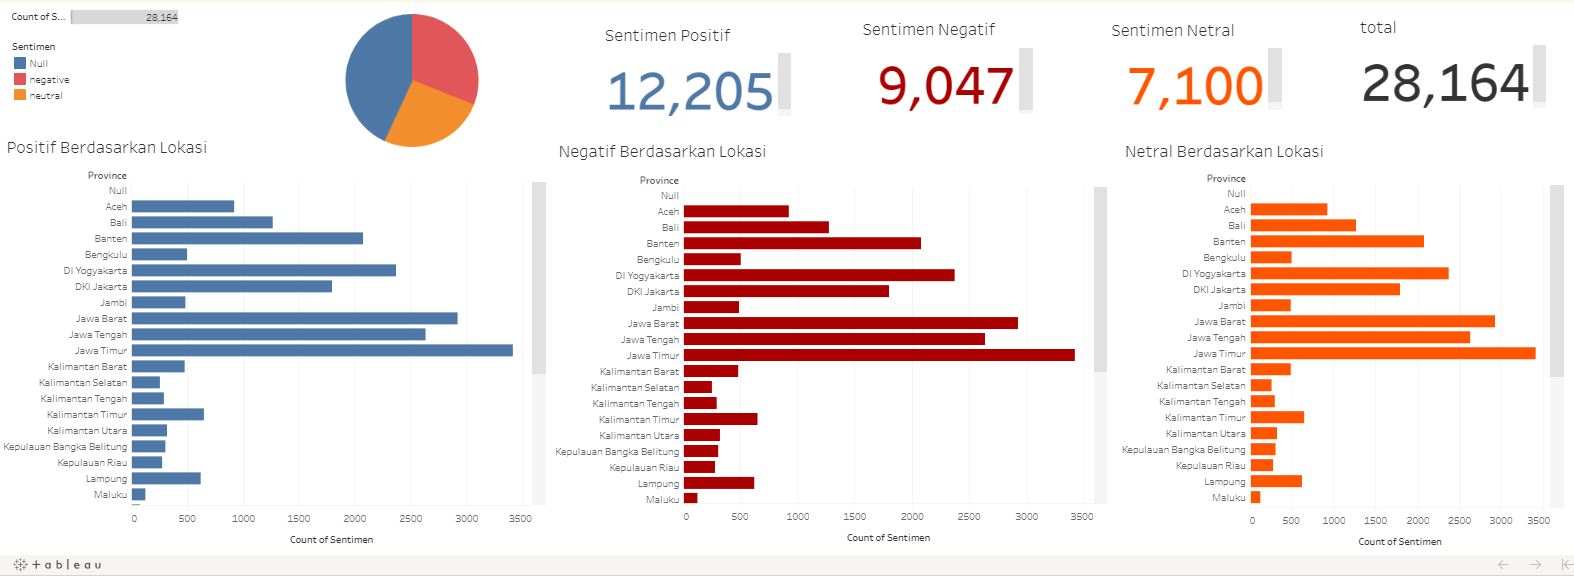 Count of S... 28,164
Sentimen
Null
negative
neutral
Sentimen Positif
12,205
Sentimen Negatif
9,047
Sentimen Netral
7,100
total
28,164
Positif Berdasarkan Lokasi
Province
Null
Aceh
Bali
Banten
Bengkulu
DI Yogyakarta
DKI Jakarta
Jambi
Jawa Barat
Jawa Tengah
Jawa Timur
Kalimantan Barat
Kalimantan Selatan
Kalimantan Tengah
Kalimantan Timur
Kalimantan Utara
Kepulauan Bangka Belitung
Kepulauan Riau
Lampung
Maluku
0 500 1000 1500 2000 2500 3000 3500
Count of Sentimen
Negatif Berdasarkan Lokasi
Province
Null
Aceh
Bali
Banten
Bengkulu
DI Yogyakarta
DKI Jakarta
Jambi
Jawa Barat
Jawa Tengah
Jawa Timur
Kalimantan Barat
Kalimantan Selatan
Kalimantan Tengah
Kalimantan Timur
Kalimantan Utara
Kepulauan Bangka Belitung
Kepulauan Riau
Lampung
Maluku
0 500 1000 1500 2000 2500 3000 3500
Count of Sentimen
Netral Berdasarkan Lokasi
Province
Null
Aceh
Bali
Banten
Bengkulu
DI Yogyakarta
DKI Jakarta
Jambi
Jawa Barat
Jawa Tengah
Jawa Timur
Kalimantan Barat
Kalimantan Selatan
Kalimantan Tengah
Kalimantan Timur
Kalimantan Utara
Kepulauan Bangka Belitung
Kepulauan Riau
Lampung
Maluku
0 500 1000 1500 2000 2500 3000 3500
Count of Sentimen
tableau